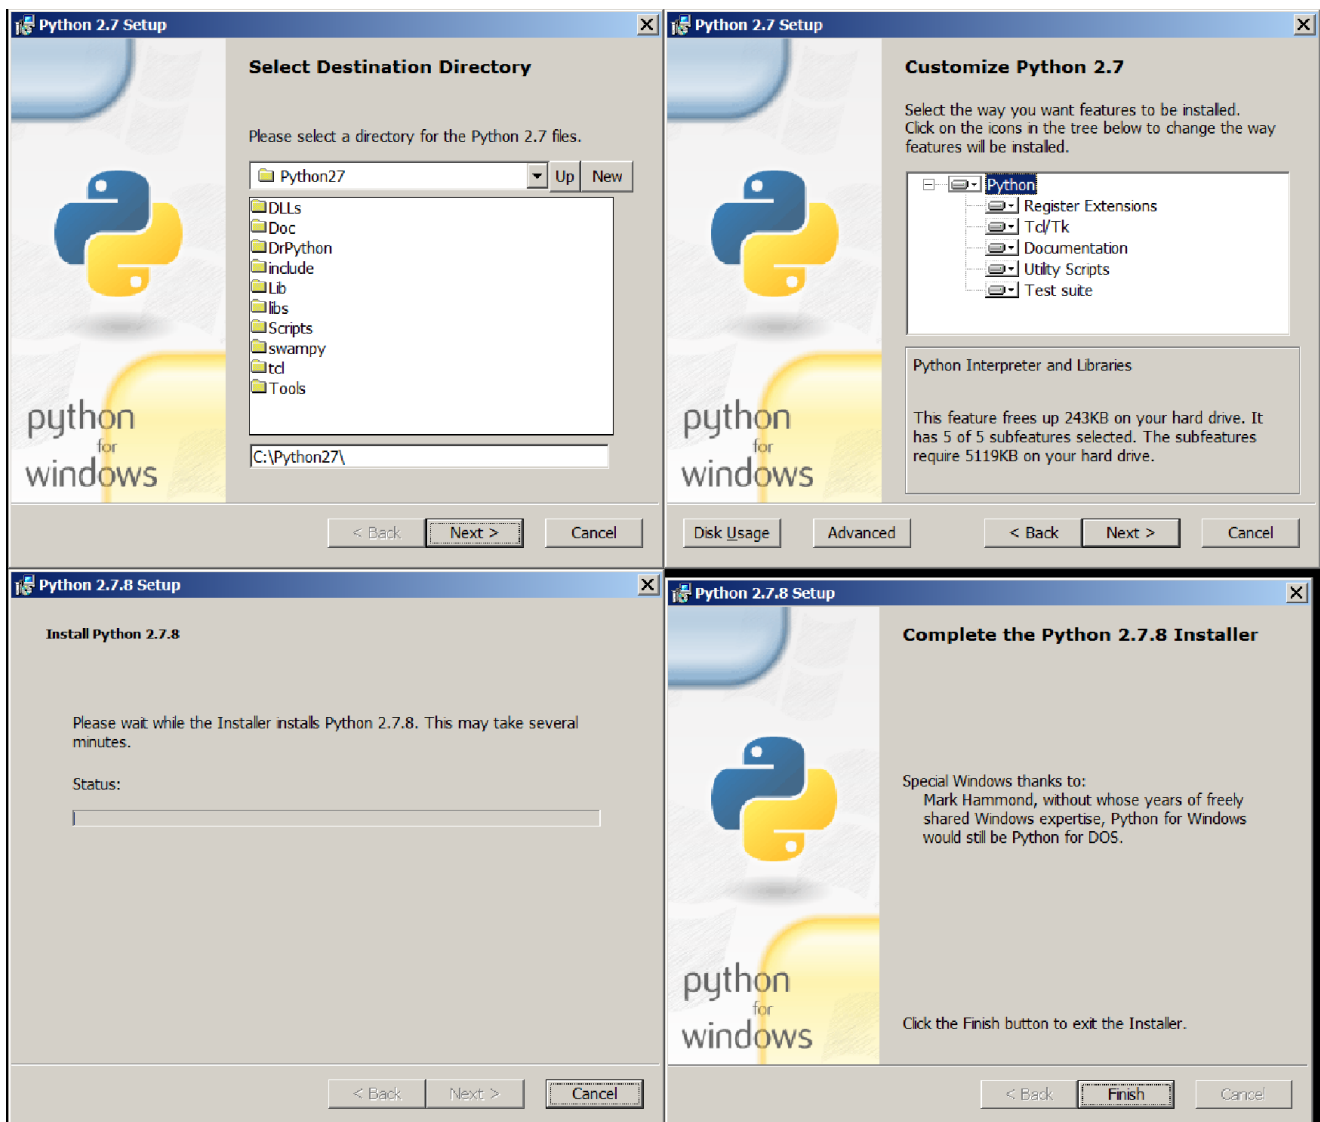 Python 2.7 Setup
Select Destination Directory
Please select a directory for the Python 2.7 files.
Python27
Up
New
DLLs
Doc
DrPython
include
Lib
libs
Scripts
swampy
tcl
Tools
C:\Python27\
python
for
windows
< Back
Next >
Cancel
Python 2.7 Setup
Customize Python 2.7
Select the way you want features to be installed.
Click on the icons in the tree below to change the way
features will be installed.
Python
Register Extensions
Tcl/Tk
Documentation
Utility Scripts
Test suite
Python Interpreter and Libraries
This feature frees up 243KB on your hard drive. It
has 5 of 5 subfeatures selected. The subfeatures
require 5119KB on your hard drive.
python
for
windows
Disk Usage
Advanced
< Back
Next >
Cancel
Python 2.7.8 Setup
Install Python 2.7.8
Please wait while the Installer installs Python 2.7.8. This may take several
minutes.
Status:
< Back
Next >
Cancel
Python 2.7.8 Setup
Complete the Python 2.7.8 Installer
Special Windows thanks to:
Mark Hammond, without whose years of freely
shared Windows expertise, Python for Windows
would still be Python for DOS.
python
for
windows
Click the Finish button to exit the Installer.
< Back
Finish
Cancel